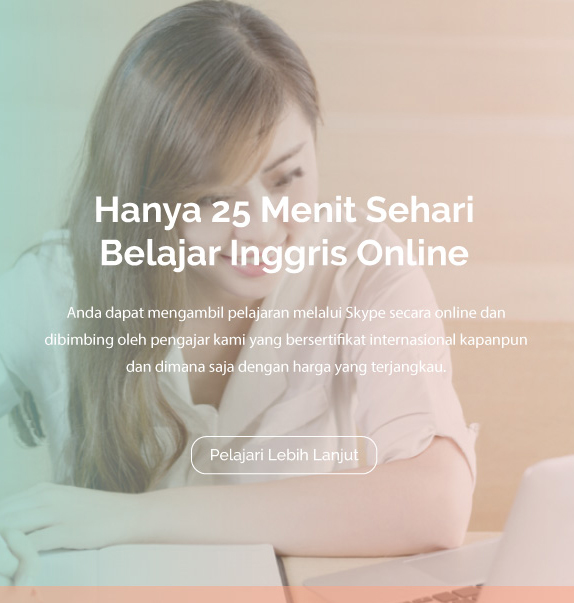 Hanya 25 Menit Sehari
Belajar Inggris Online
Anda dapat mengambil pelajaran melalui Skype secara online dan
dibimbing oleh pengajar kami yang bersertifikat internasional kapanpun
dan dimana saja dengan harga yang terjangkau.
Pelajari Lebih Lanjut